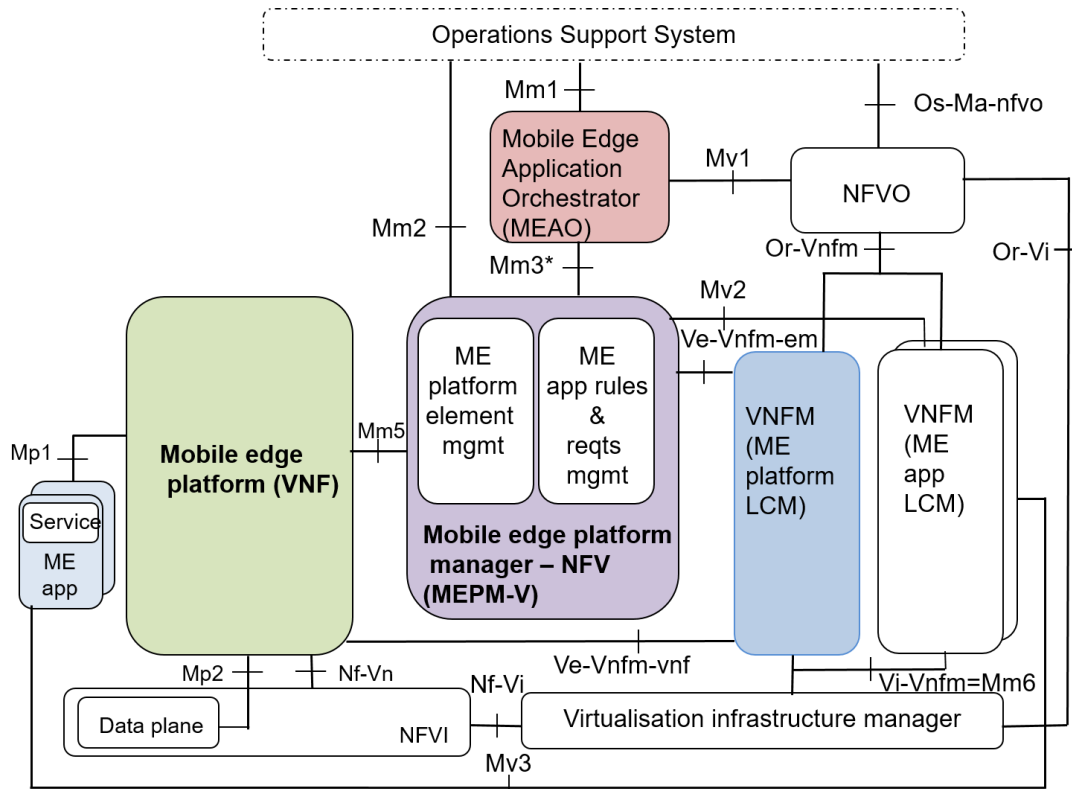 Operations Support System
Mm1
Os-Ma-nfvo
Mobile Edge
Application
Orchestrator
(MEAO)
Mv1
NFVO
Mm2
Or-Vnfm
Or-Vi
Mm3*
Mv2
Ve-Vnfm-em
ME
platform
element
mgmt
ME
app rules
&
reqts
mgmt
VNFM
(ME
platform
LCM)
VNFM
(ME
app
LCM)
Mp1
Mm5
Mobile edge
platform (VNF)
Service
ME
app
Mobile edge platform
manager – NFV
(MEPM-V)
Ve-Vnfm-vnf
Mp2
Nf-Vn
Nf-Vi
Vi-Vnfm=Mm6
Data plane
NFVI
Virtualisation infrastructure manager
Mv3